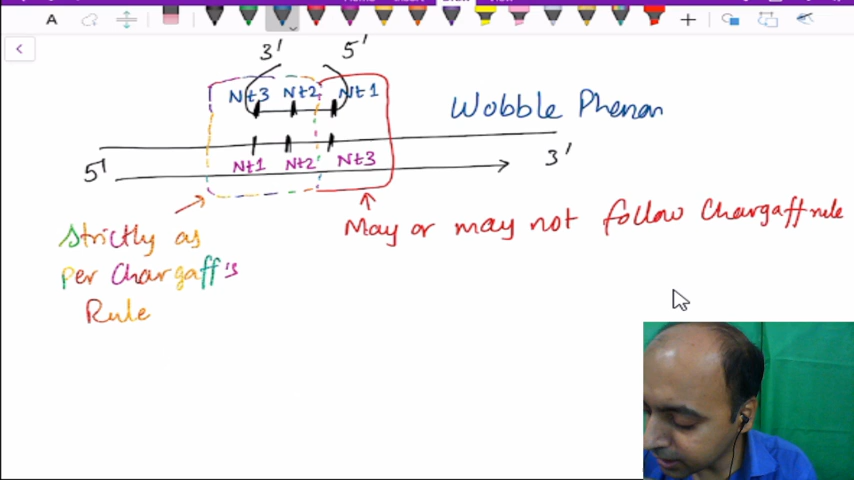 3' 5'
Nt3 Nt2 Nt1
Wobble Phenom
5' 3'
Nt1 Nt2 Nt3
Strictly as
per Chargaff's
Rule
May or may not follow Chargaff rule